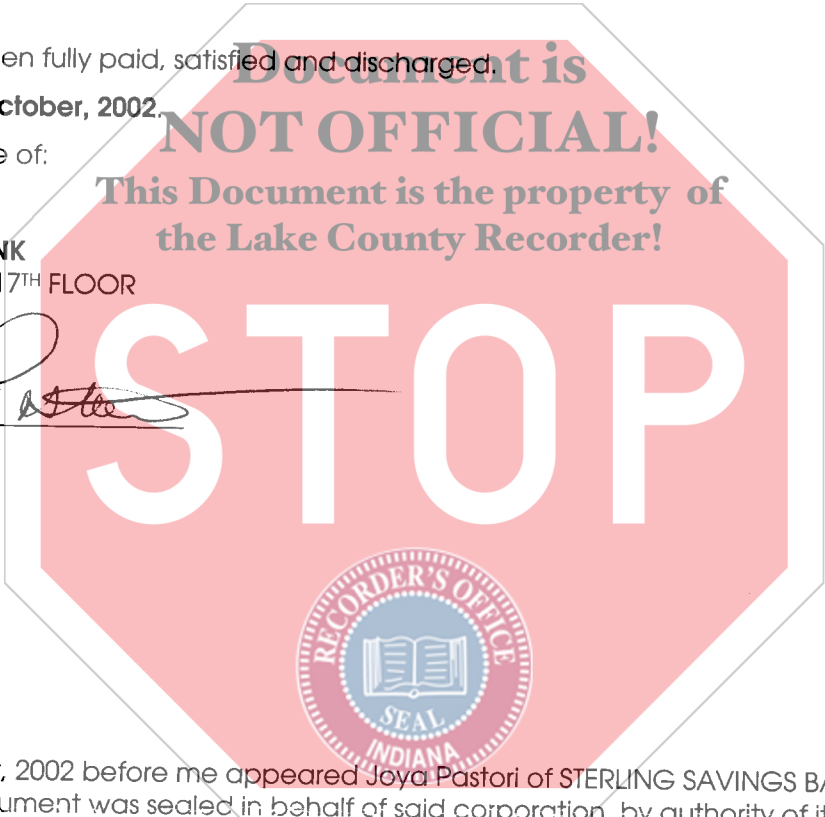 en fully paid, satisfied and discharged.
Document is
ctober, 2002.
NOT OFFICIAL!
e of:
This Document is the property of
the Lake County Recorder!
NK
17TH FLOOR
STOP
RECORDER'S OFFICE
SEAL
INDIANA
, 2002 before me appeared Joya Pastori of STERLING SAVINGS BA
ument was sealed in behalf of said corporation, by authority of it